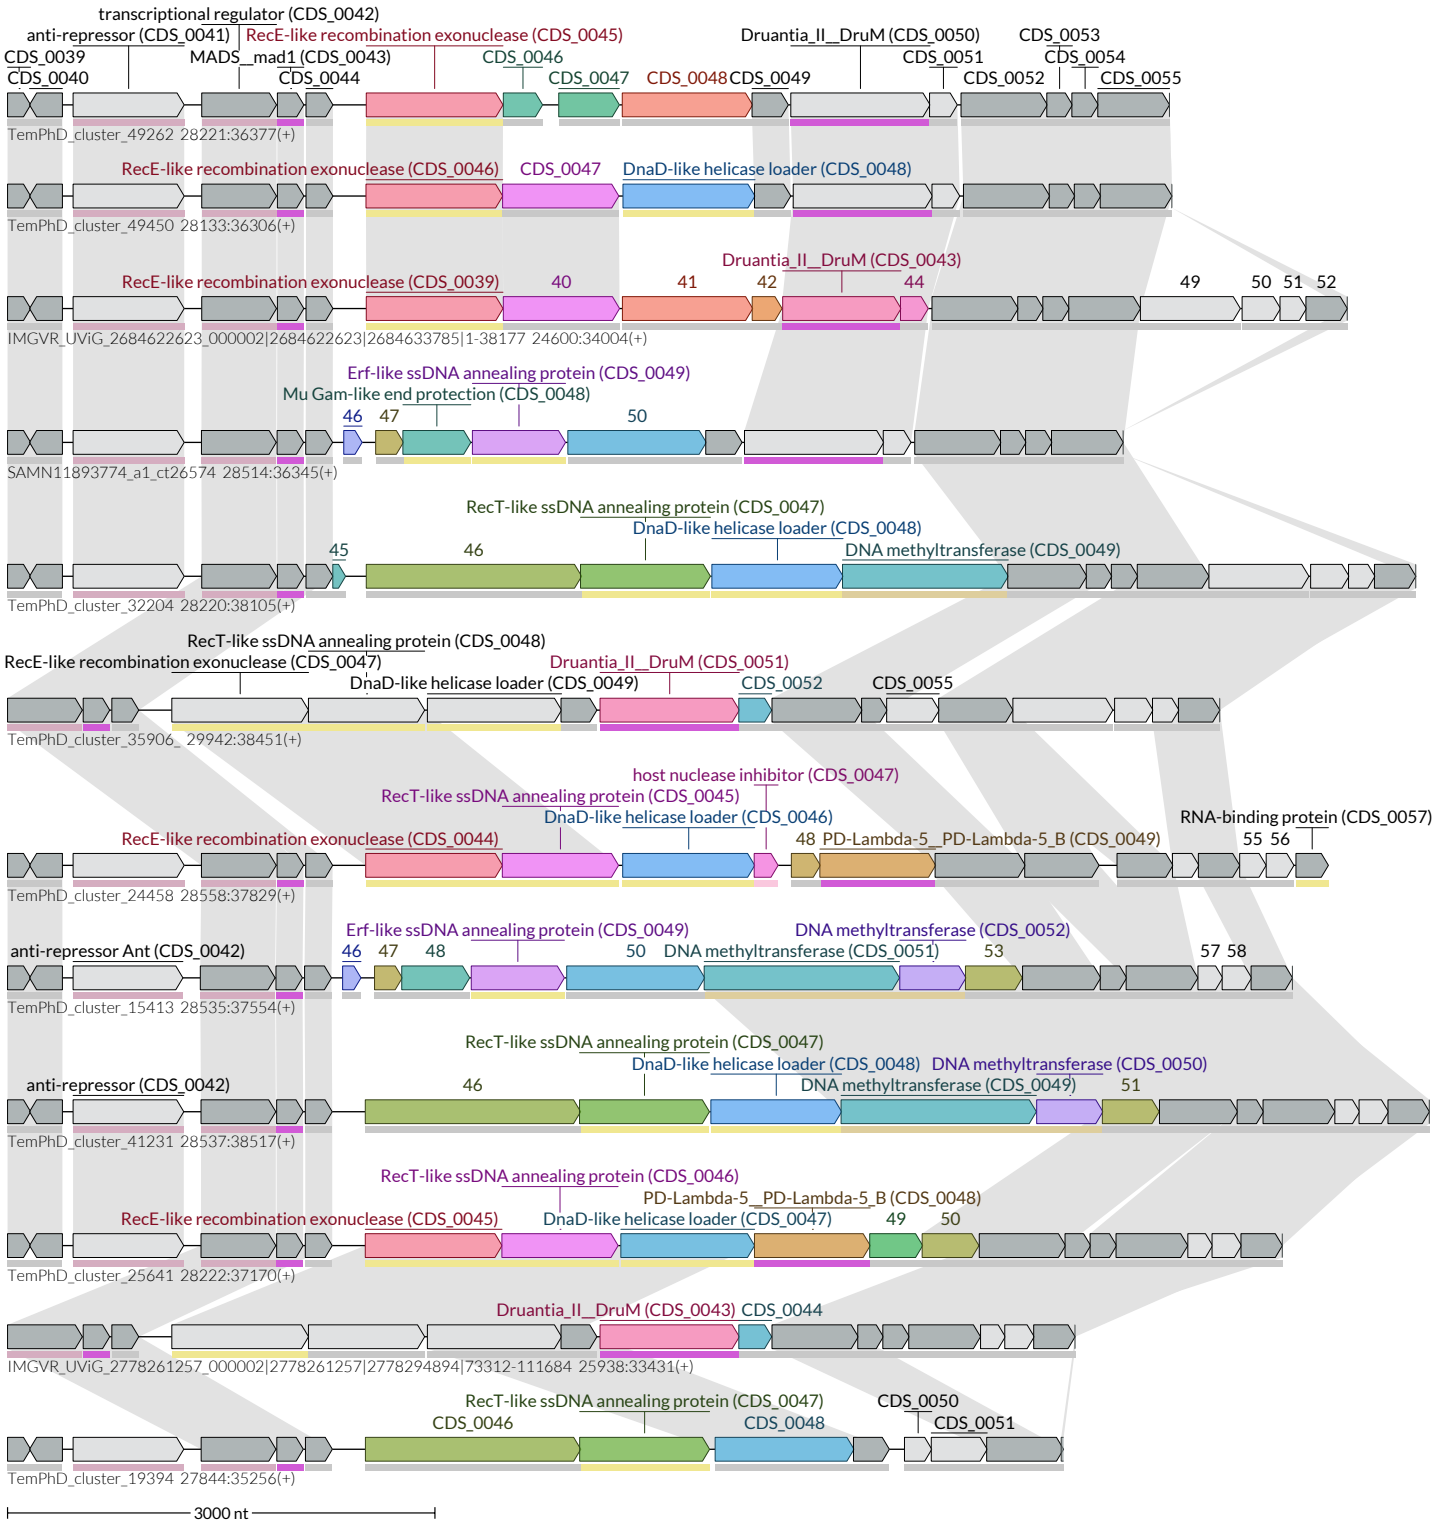 transcriptional regulator (CDS_0042)
anti-repressor (CDS_0041) RecE-like recombination exonuclease (CDS_0045) Druantia_II__DruM (CDS_0050) CDS_0053
CDS_0039 MADS__mad1 (CDS_0043) CDS_0046 CDS_0051 CDS_0054
CDS_0040 CDS_0044 CDS_0047 CDS_0048 CDS_0049 CDS_0052 CDS_0055
TemPhD_cluster_49262 28221:36377(+)
RecE-like recombination exonuclease (CDS_0046) CDS_0047 DnaD-like helicase loader (CDS_0048)
TemPhD_cluster_49450 28133:36306(+)
Druantia_II__DruM (CDS_0043)
RecE-like recombination exonuclease (CDS_0039) 40 41 42 44 49 50 51 52
IMGVR_UViG_2684622623_000002|2684622623|2684633785|1-38177 24600:34004(+)
Erf-like ssDNA annealing protein (CDS_0049)
Mu Gam-like end protection (CDS_0048)
46 47 50
SAMN11893774_a1_ct26574 28514:36345(+)
RecT-like ssDNA annealing protein (CDS_0047)
DnaD-like helicase loader (CDS_0048)
45 46 DNA methyltransferase (CDS_0049)
TemPhD_cluster_32204 28220:38105(+)
RecT-like ssDNA annealing protein (CDS_0048)
RecE-like recombination exonuclease (CDS_0047) Druantia_II__DruM (CDS_0051)
DnaD-like helicase loader (CDS_0049) CDS_0052 CDS_0055
TemPhD_cluster_35906_ 29942:38451(+)
host nuclease inhibitor (CDS_0047)
RecT-like ssDNA annealing protein (CDS_0045)
DnaD-like helicase loader (CDS_0046) RNA-binding protein (CDS_0057)
RecE-like recombination exonuclease (CDS_0044) 48 PD-Lambda-5__PD-Lambda-5_B (CDS_0049) 55 56
TemPhD_cluster_24458 28558:37829(+)
Erf-like ssDNA annealing protein (CDS_0049) DNA methyltransferase (CDS_0052)
anti-repressor Ant (CDS_0042) 46 47 48 50 DNA methyltransferase (CDS_0051) 53 57 58
TemPhD_cluster_15413 28535:37554(+)
RecT-like ssDNA annealing protein (CDS_0047)
DnaD-like helicase loader (CDS_0048) DNA methyltransferase (CDS_0050)
anti-repressor (CDS_0042) 46 DNA methyltransferase (CDS_0049) 51
TemPhD_cluster_41231 28537:38517(+)
RecT-like ssDNA annealing protein (CDS_0046)
PD-Lambda-5__PD-Lambda-5_B (CDS_0048)
RecE-like recombination exonuclease (CDS_0045) DnaD-like helicase loader (CDS_0047) 49 50
TemPhD_cluster_25641 28222:37170(+)
Druantia_II__DruM (CDS_0043) CDS_0044
IMGVR_UViG_2778261257_000002|2778261257|2778294894|73312-111684 25938:33431(+)
RecT-like ssDNA annealing protein (CDS_0047) CDS_0050
CDS_0046 CDS_0048 CDS_0051
TemPhD_cluster_19394 27844:35256(+)
3000 nt